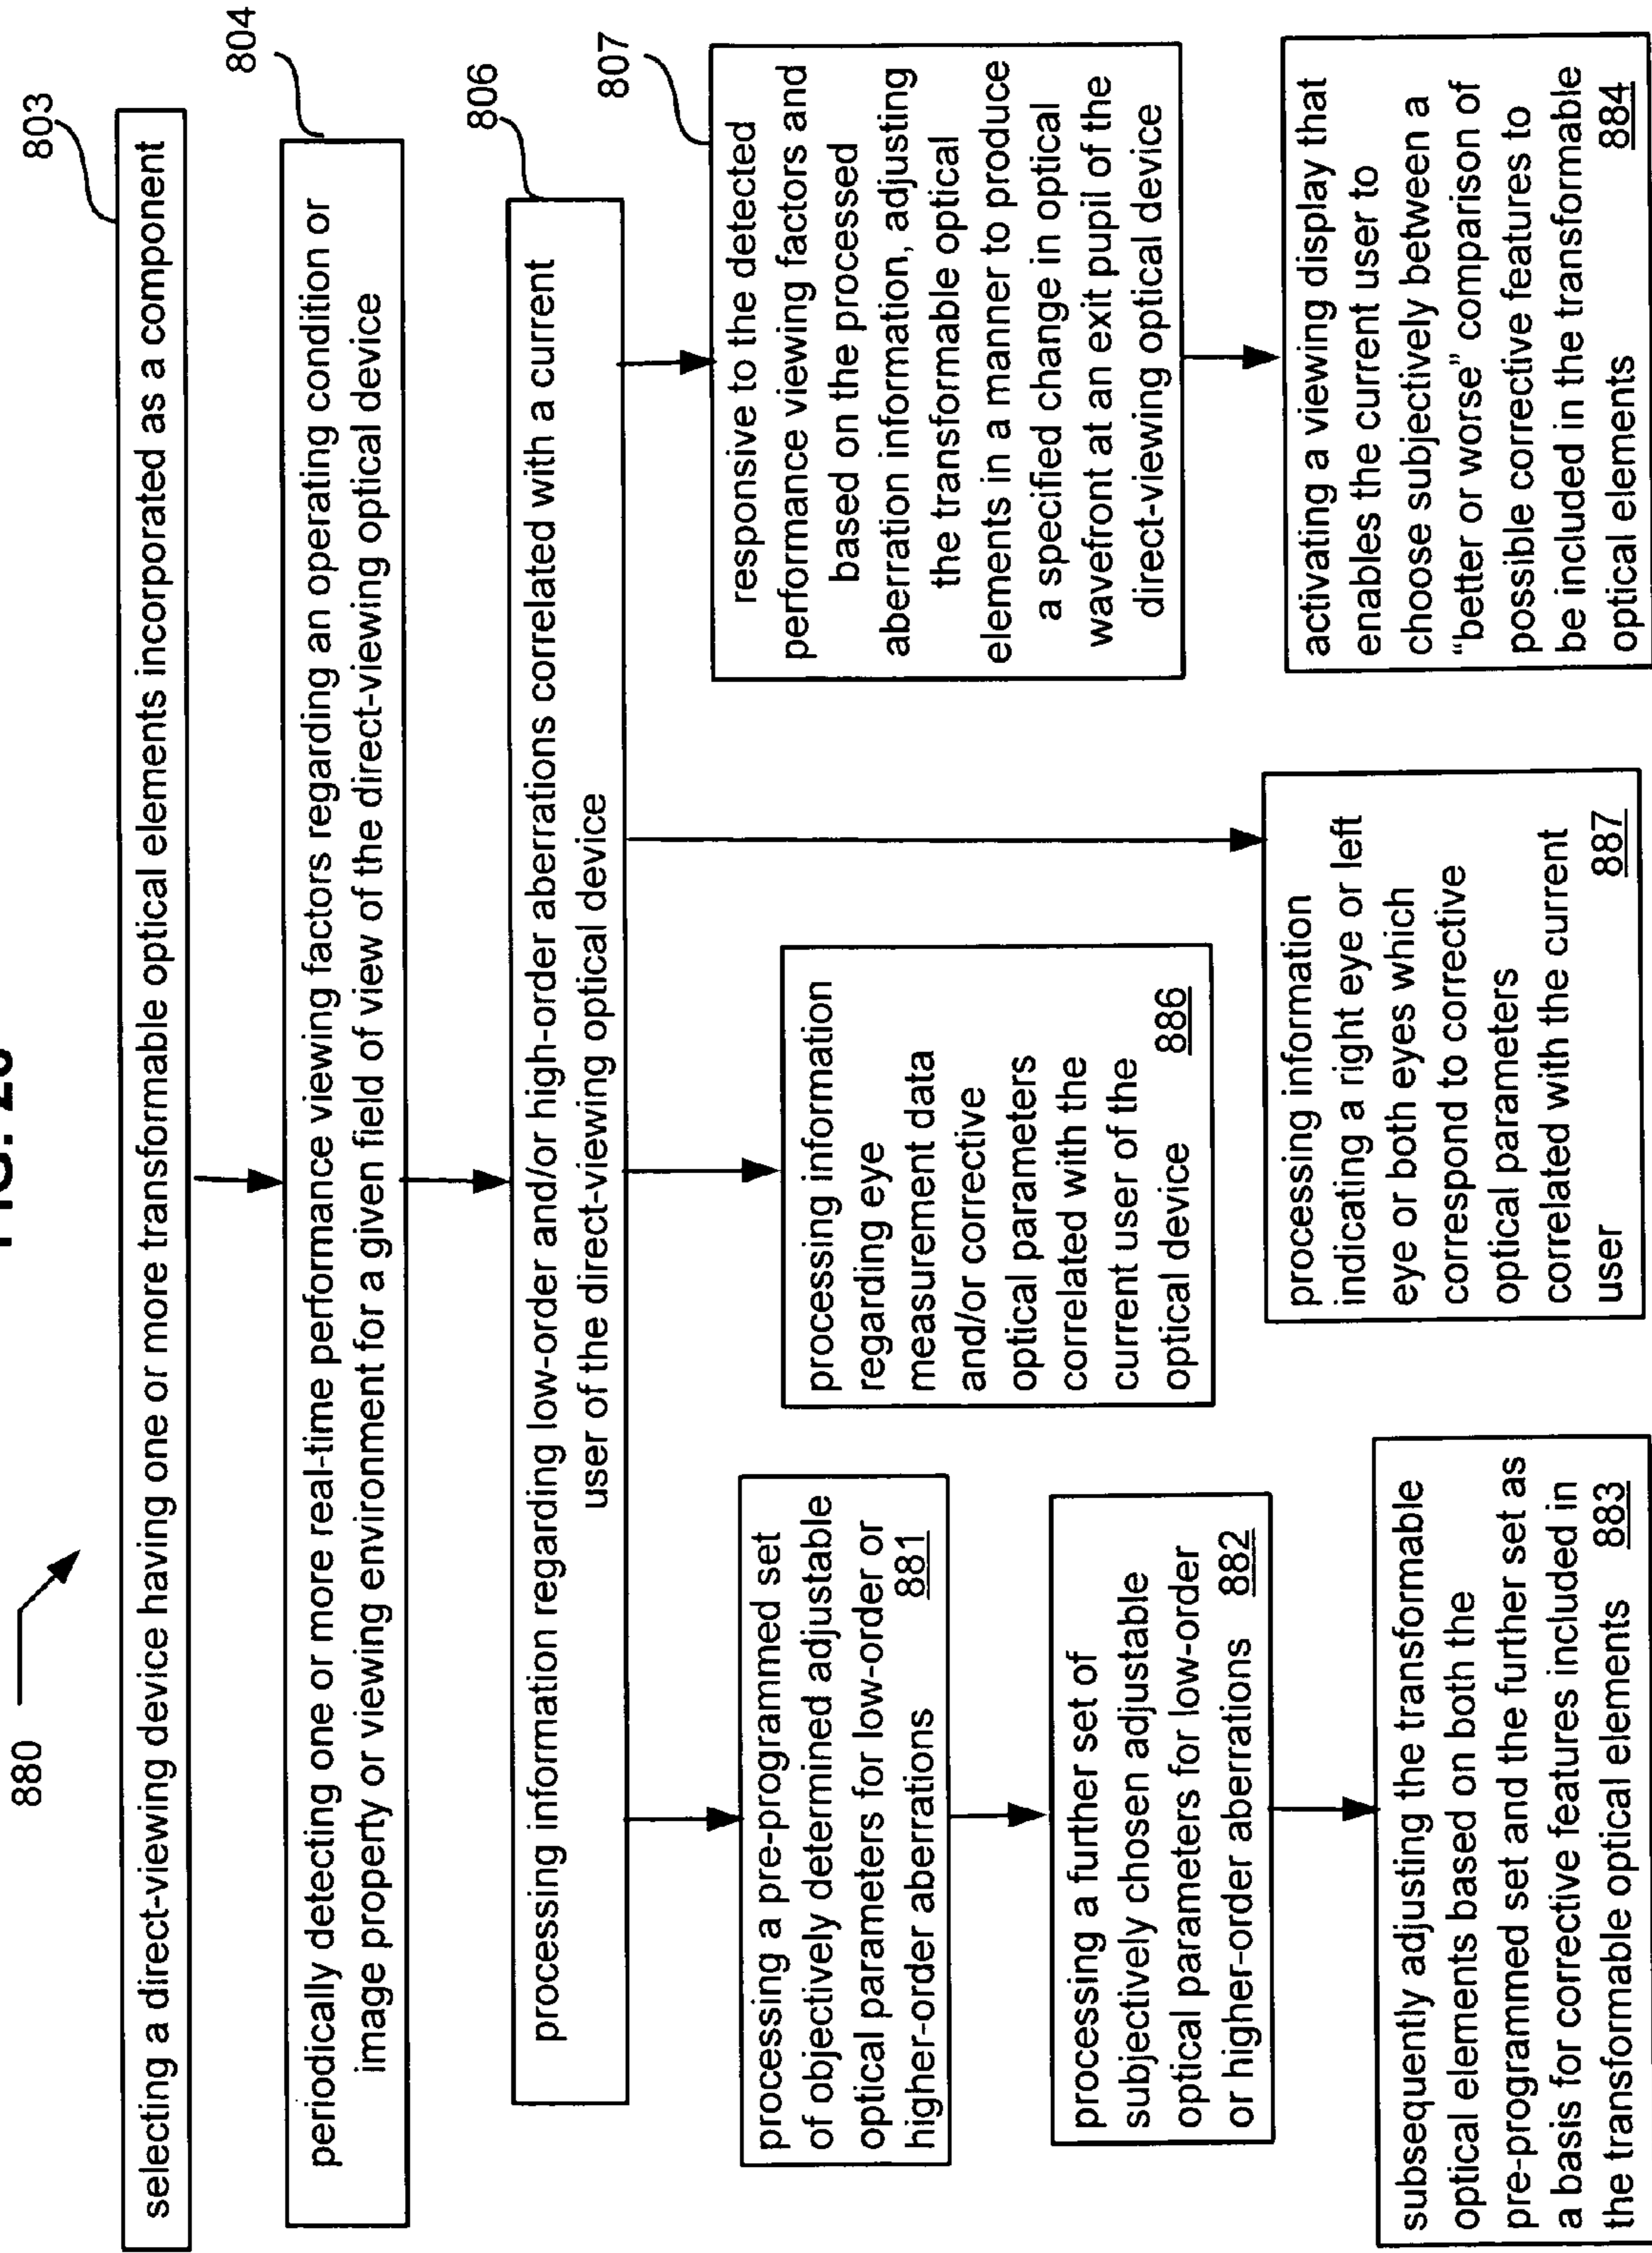 880
803
selecting a direct-viewing device having one or more transformable optical elements incorporated as a component
804
periodically detecting one or more real-time performance viewing factors regarding an operating condition or
image property or viewing environment for a given field of view of the direct-viewing optical device
806
processing information regarding low-order and/or high-order aberrations correlated with a current
user of the direct-viewing optical device
807
responsive to the detected
performance viewing factors and
based on the processed
aberration information, adjusting
the transformable optical
elements in a manner to produce
a specified change in optical
wavefront at an exit pupil of the
direct-viewing optical device
processing a pre-programmed set
of objectively determined adjustable
optical parameters for low-order or
higher-order aberrations 881
processing information
regarding eye
measurement data
and/or corrective
optical parameters
correlated with the
current user of the
optical device 886
processing a further set of
subjectively chosen adjustable
optical parameters for low-order
or higher-order aberrations 882
processing information
indicating a right eye or left
eye or both eyes which
correspond to corrective
optical parameters
correlated with the current
user 887
activating a viewing display that
enables the current user to
choose subjectively between a
“better or worse” comparison of
possible corrective features to
be included in the transformable
optical elements 884
subsequently adjusting the transformable
optical elements based on both the
pre-programmed set and the further set as
a basis for corrective features included in
the transformable optical elements 883